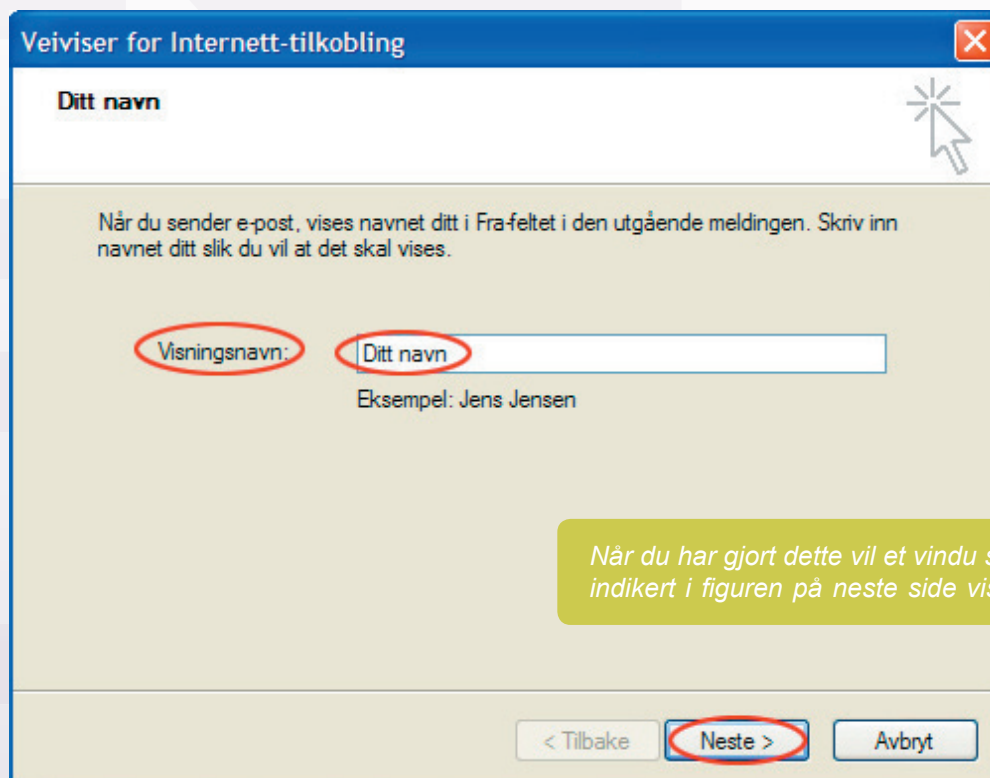 Veiviser for Internett-tilkobling
Ditt navn
Når du sender e-post, vises navnet ditt i Fra-feltet i den utgående meldingen. Skriv inn
navnet ditt slik du vil at det skal vises.
Visningsnavn: Ditt navn
Eksempel: Jens Jensen
Når du har gjort dette vil et vindu
indikert i figuren på neste side
< Tilbake Neste > Avbryt